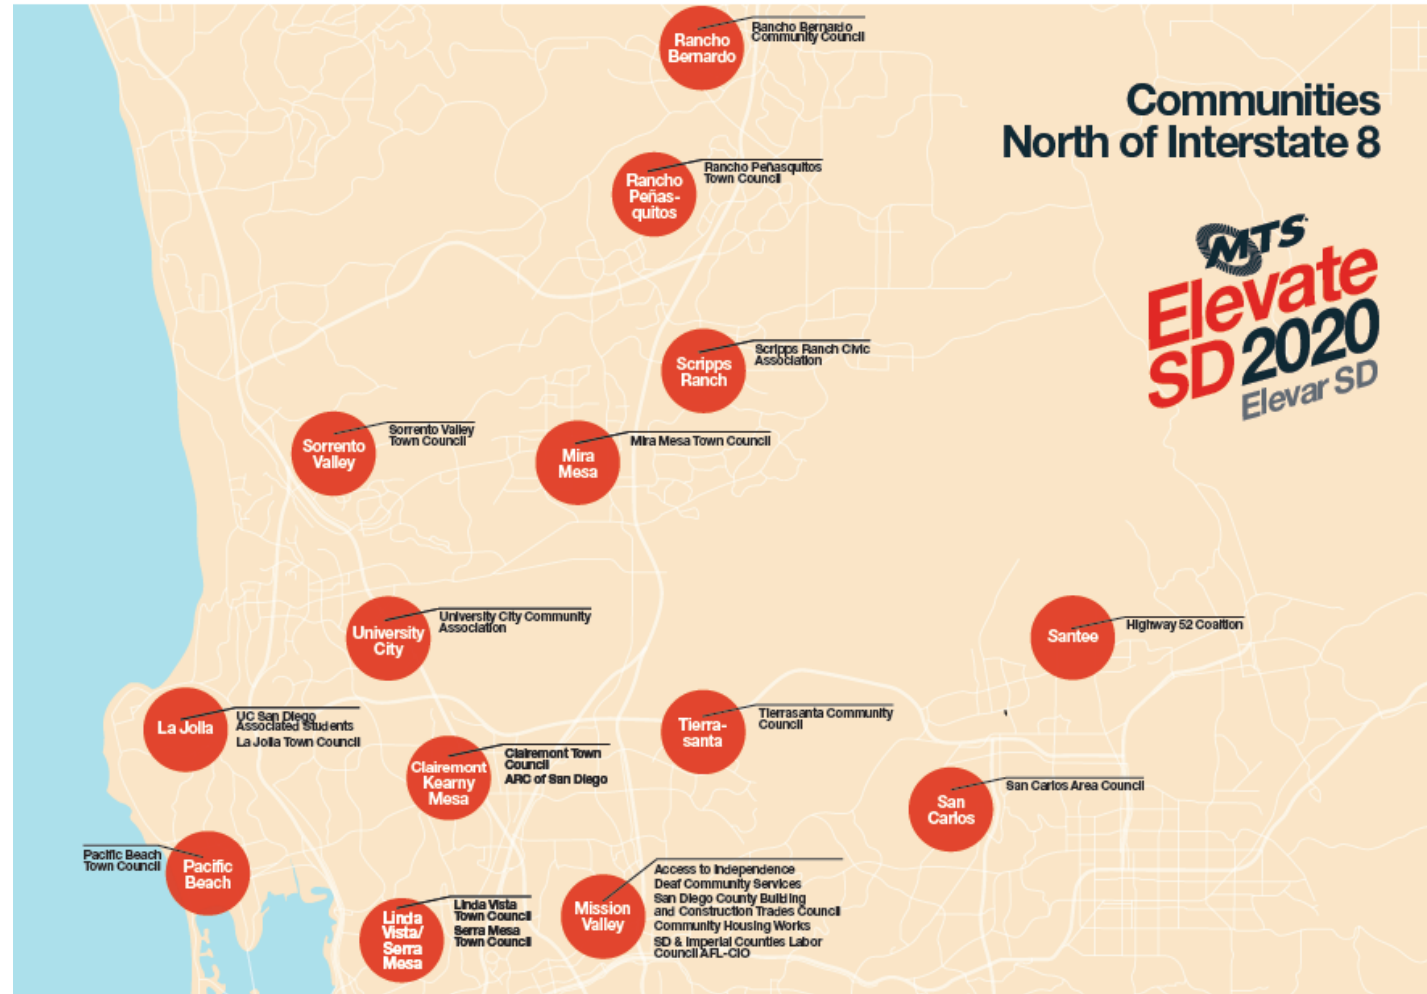 Rancho
Bernardo
Rancho Bernardo
Community Council
Communities
North of Interstate 8
Rancho
Peñas-
quitos
Rancho Peñasquitos
Town Council
MTS
Elevate
SD 2020
Elevar SD
Scripps
Ranch
Scripps Ranch Civic
Association
Sorrento
Valley
Sorrento Valley
Town Council
Mira
Mesa
Mira Mesa Town Council
University
City
University City Community
Association
Santee
Highway 52 Coalition
La Jolla
UC San Diego
Associated Students
La Jolla Town Council
Clairemont
Kearny
Mesa
Clairemont Town
Council
ARC of San Diego
Tierra-
santa
Tierrasanta Community
Council
San
Carlos
San Carlos Area Council
Pacific Beach
Town Council
Pacific
Beach
Linda
Vista/
Serra
Mesa
Linda Vista
Town Council
Serra Mesa
Town Council
Mission
Valley
Access to Independence
Deaf Community Services
San Diego County Building
and Construction Trades Council
Community Housing Works
SD & Imperial Counties Labor
Council AFL-CIO